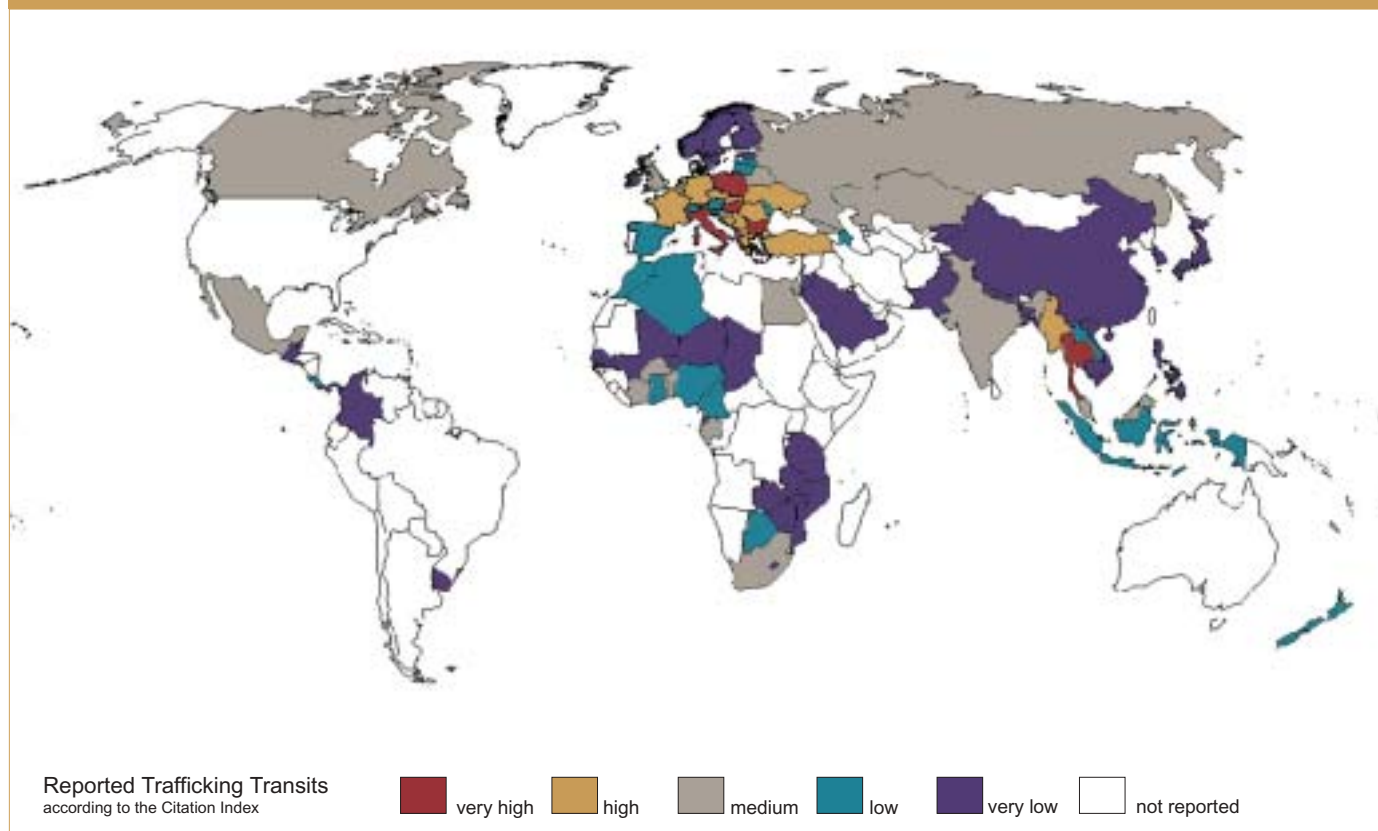 Reported Trafficking Transits
according to the Citation Index
very high
high
medium
low
very low
not reported